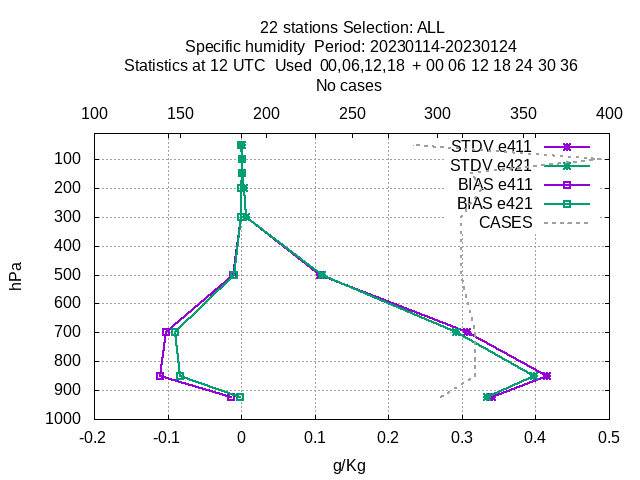 22 stations Selection: ALL
Specific humidity  Period: 20230114-20230124
Statistics at 12 UTC  Used  00,06,12,18  + 00 06 12 18 24 30 36
No cases
100 150 200 250 300 350 400
STDV e411
STDV e421
BIAS e411
BIAS e421
CASES
100
200
300
400
500
600
700
800
900
1000
hPa
-0.2 -0.1 0 0.1 0.2 0.3 0.4 0.5
g/Kg